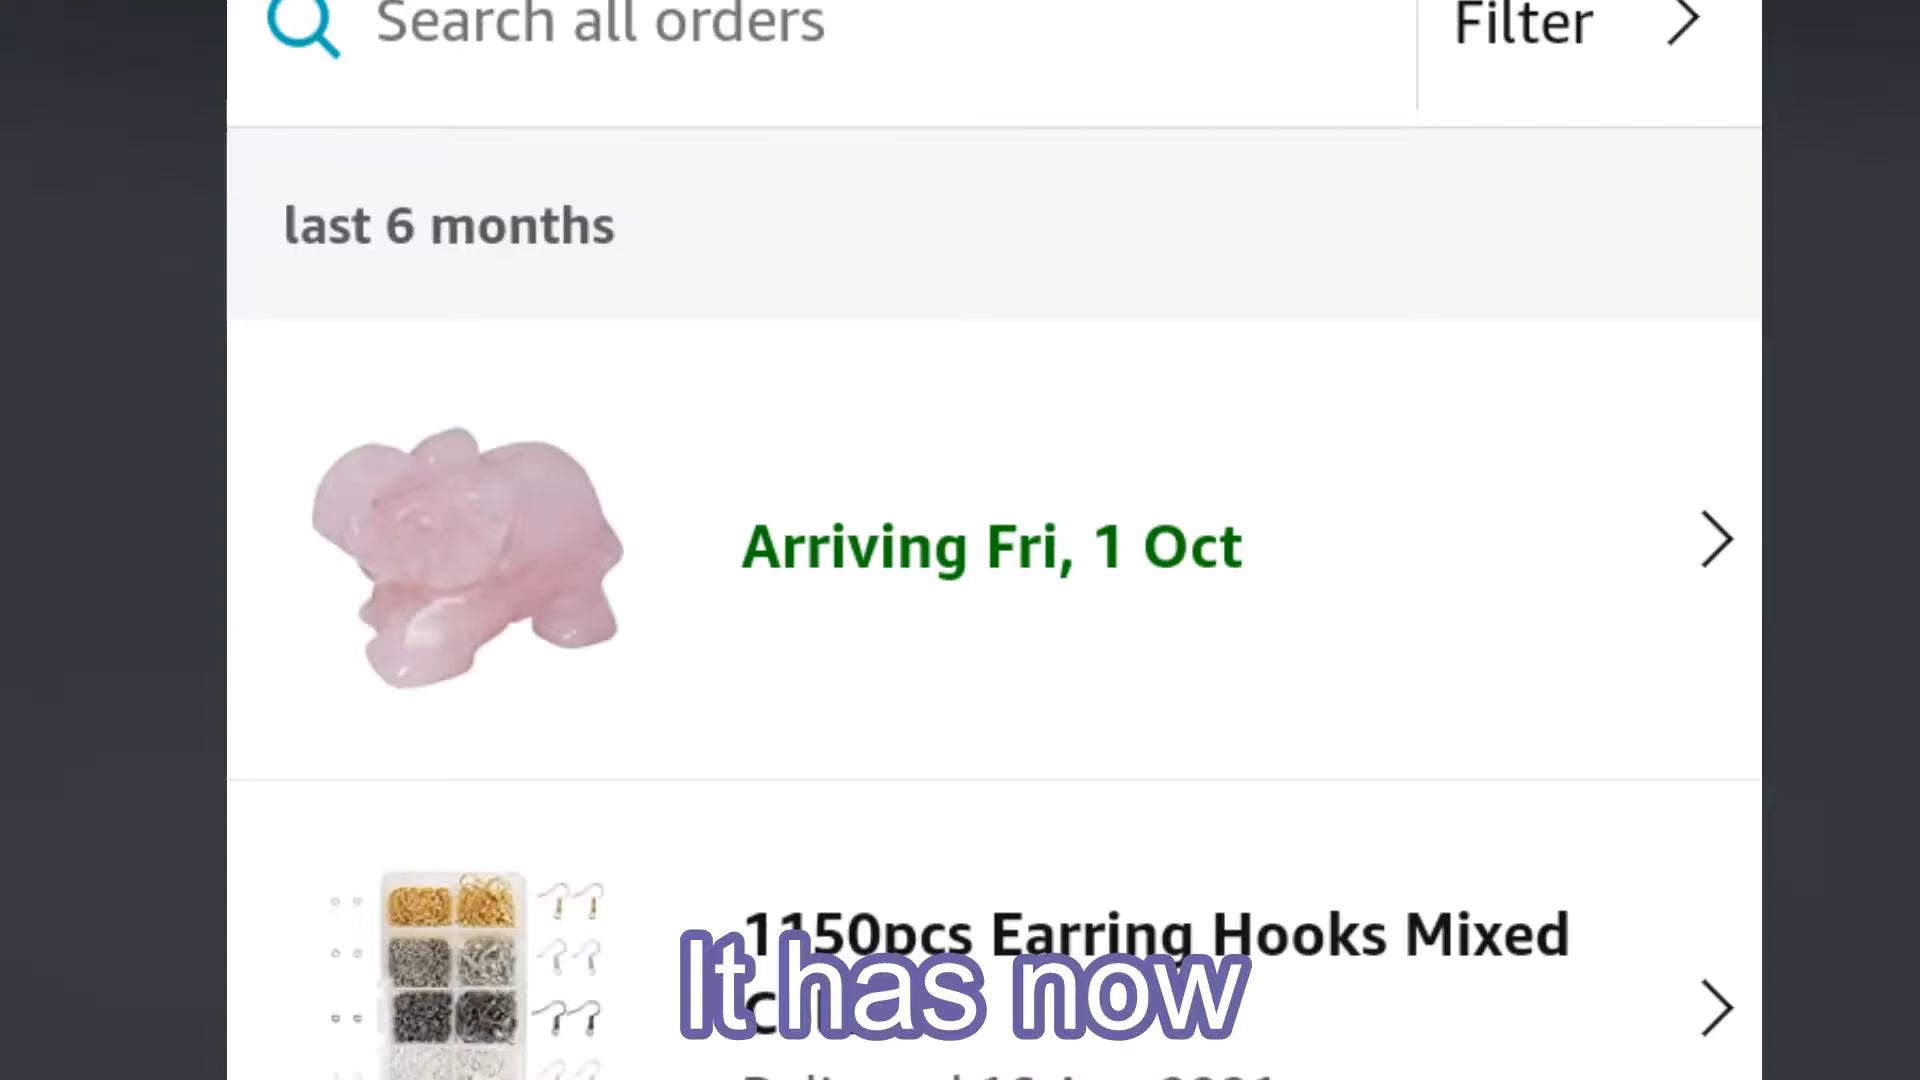 Search all orders
Filter
last 6 months
Arriving Fri, 1 Oct
1150pcs Earring Hooks Mixed
It has now